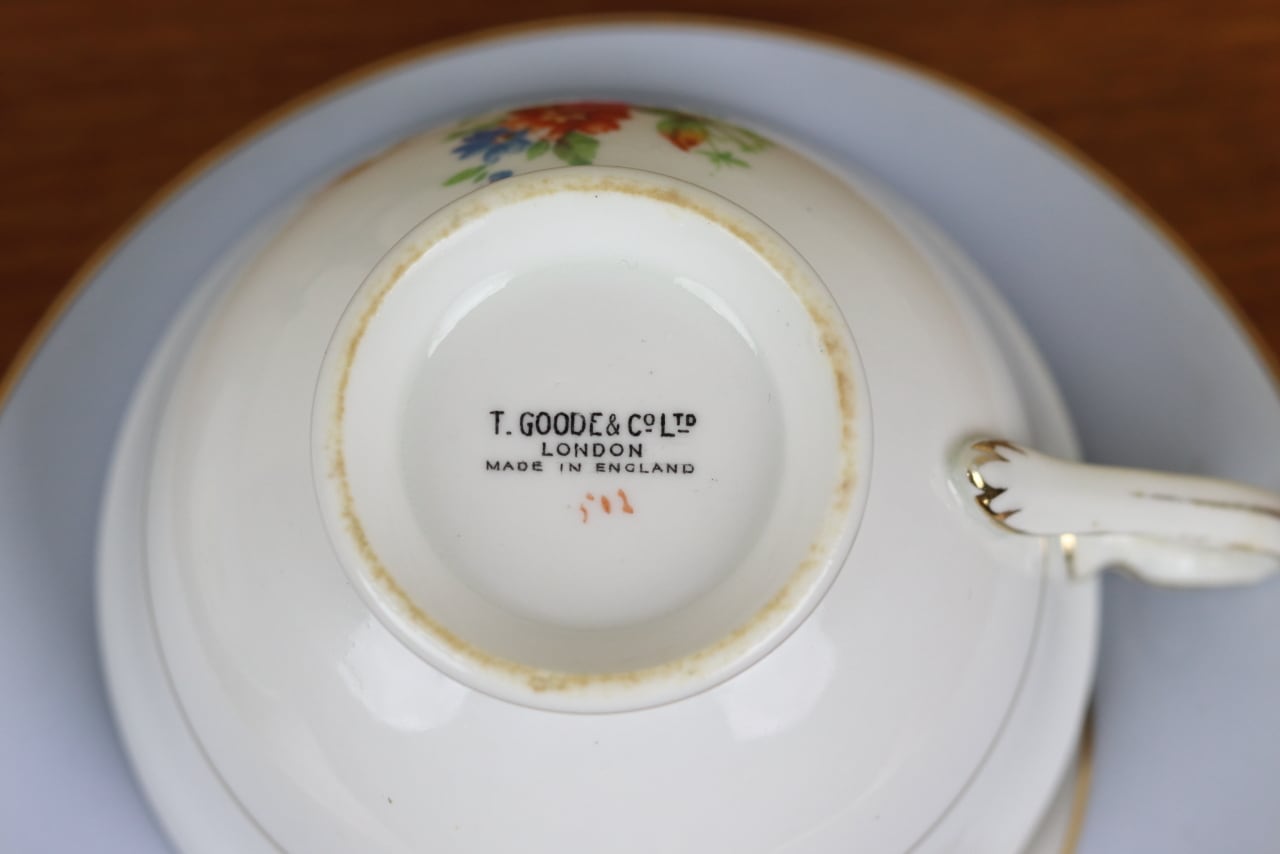 T. GOODE & Cº Lᵀᴰ
LONDON
MADE IN ENGLAND